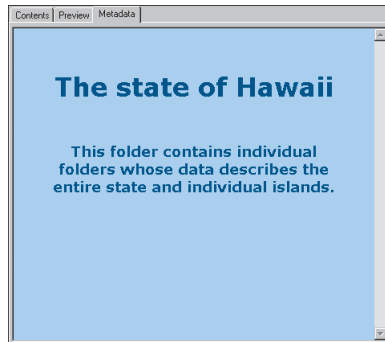 Contents Preview Metadata
The state of Hawaii
This folder contains individual
folders whose data describes the
entire state and individual islands.